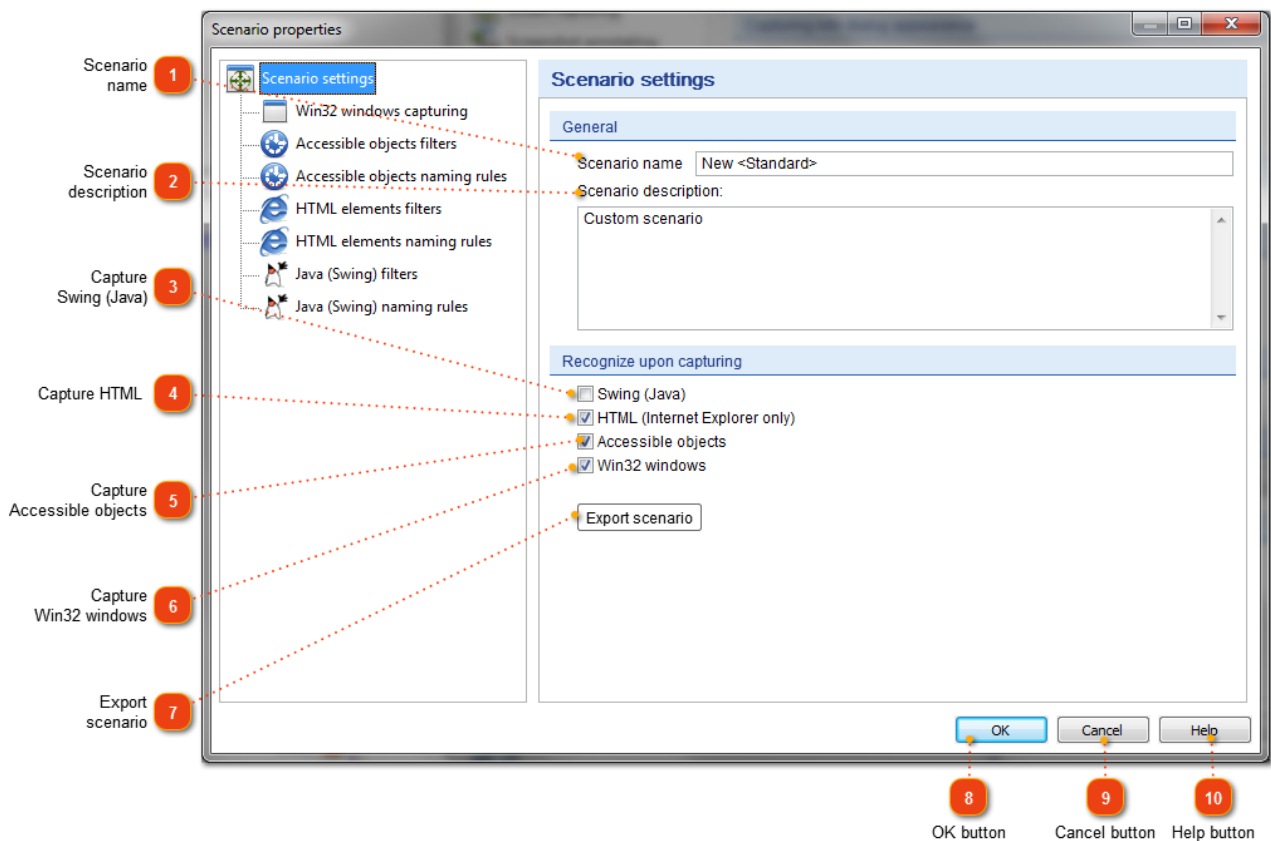 Scenario properties
Scenario
name
1
Scenario
description
2
Capture
Swing (Java)
3
Capture HTML
4
Capture
Accessible objects
5
Capture
Win32 windows
6
Export
scenario
7
Scenario settings
Win32 windows capturing
Accessible objects filters
Accessible objects naming rules
HTML elements filters
HTML elements naming rules
Java (Swing) filters
Java (Swing) naming rules
Scenario settings
General
Scenario name New <Standard>
Scenario description:
Custom scenario
Recognize upon capturing
Swing (Java)
HTML (Internet Explorer only)
Accessible objects
Win32 windows
Export scenario
OK Cancel Help
8 9 10
OK button Cancel button Help button